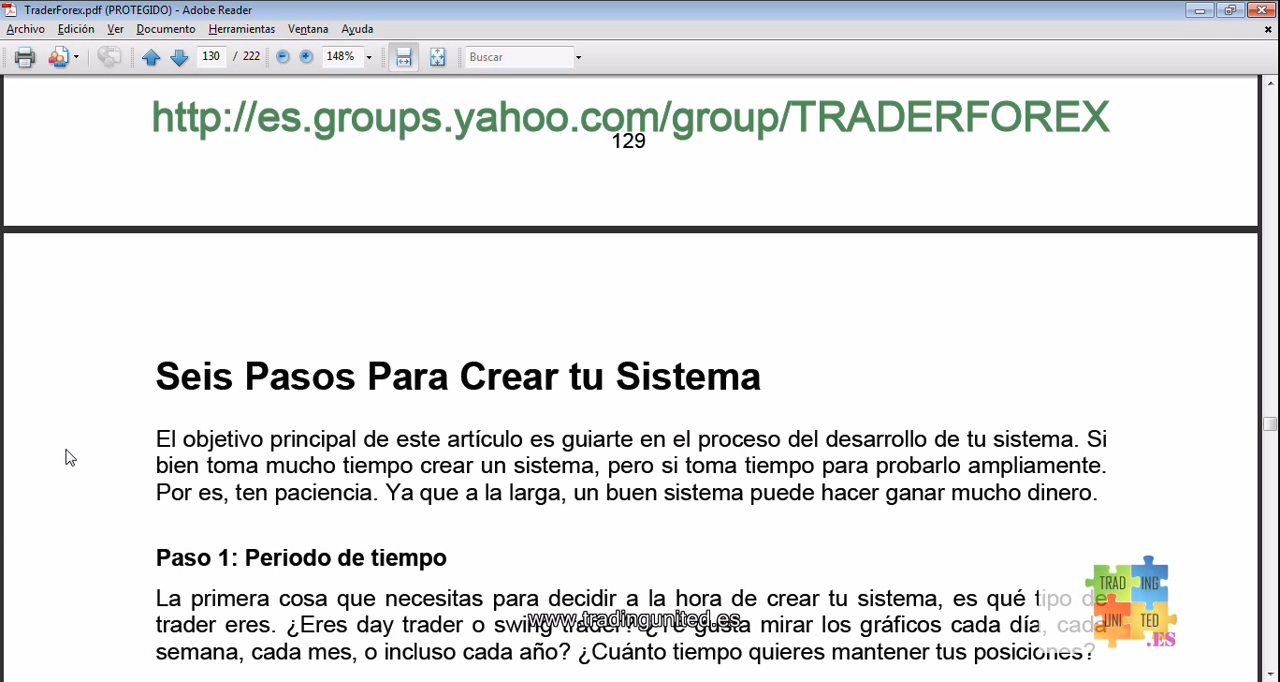 TraderForex.pdf (PROTEGIDO) - Adobe Reader
Archivo Edición Ver Documento Herramientas Ventana Ayuda
130 / 222 148% Buscar
http://es.groups.yahoo.com/group/TRADERFOREX
129
Seis Pasos Para Crear tu Sistema
El objetivo principal de este artículo es guiarte en el proceso del desarrollo de tu sistema. Si
bien toma mucho tiempo crear un sistema, pero si toma tiempo para probarlo ampliamente.
Por es, ten paciencia. Ya que a la larga, un buen sistema puede hacer ganar mucho dinero.
Paso 1: Periodo de tiempo
La primera cosa que necesitas para decidir a la hora de crear tu sistema, es qué tipo de
trader eres. ¿Eres day trader o swing trader? ¿Te gusta mirar los gráficos cada día, cada
semana, cada mes, o incluso cada año? ¿Cuánto tiempo quieres mantener tus posiciones?
www.tradingunited.es
TRAD ING
UNI TED
.ES